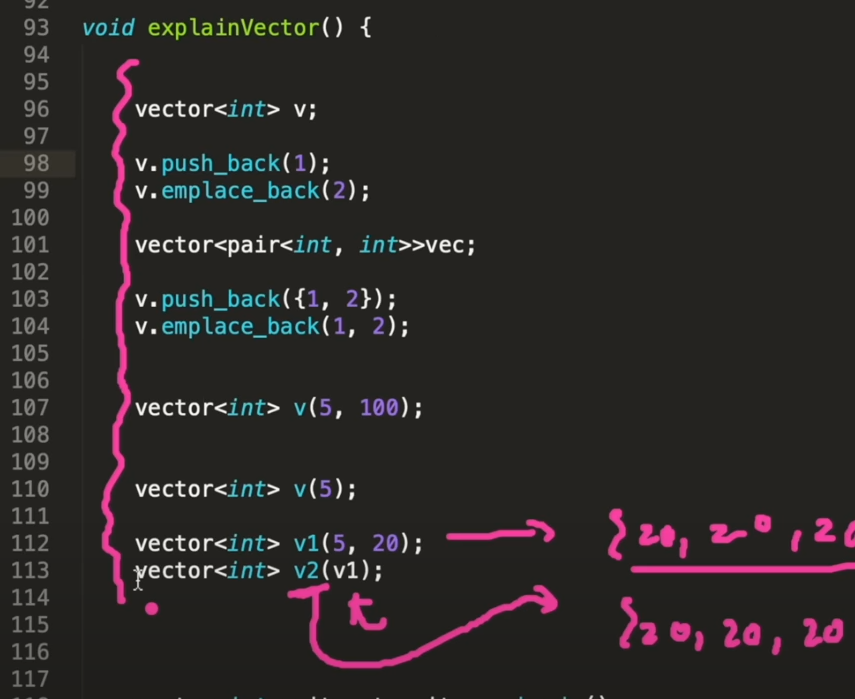 93 void explainVector() {
94
95
96 vector<int> v;
97
98 v.push_back(1);
99 v.emplace_back(2);
100
101 vector<pair<int, int>>vec;
102
103 v.push_back({1, 2});
104 v.emplace_back(1, 2);
105
106
107 vector<int> v(5, 100);
108
109
110 vector<int> v(5);
111
112 vector<int> v1(5, 20); }20, 20, 20
113 vector<int> v2(v1);
114
115 }20, 20, 20
116
117